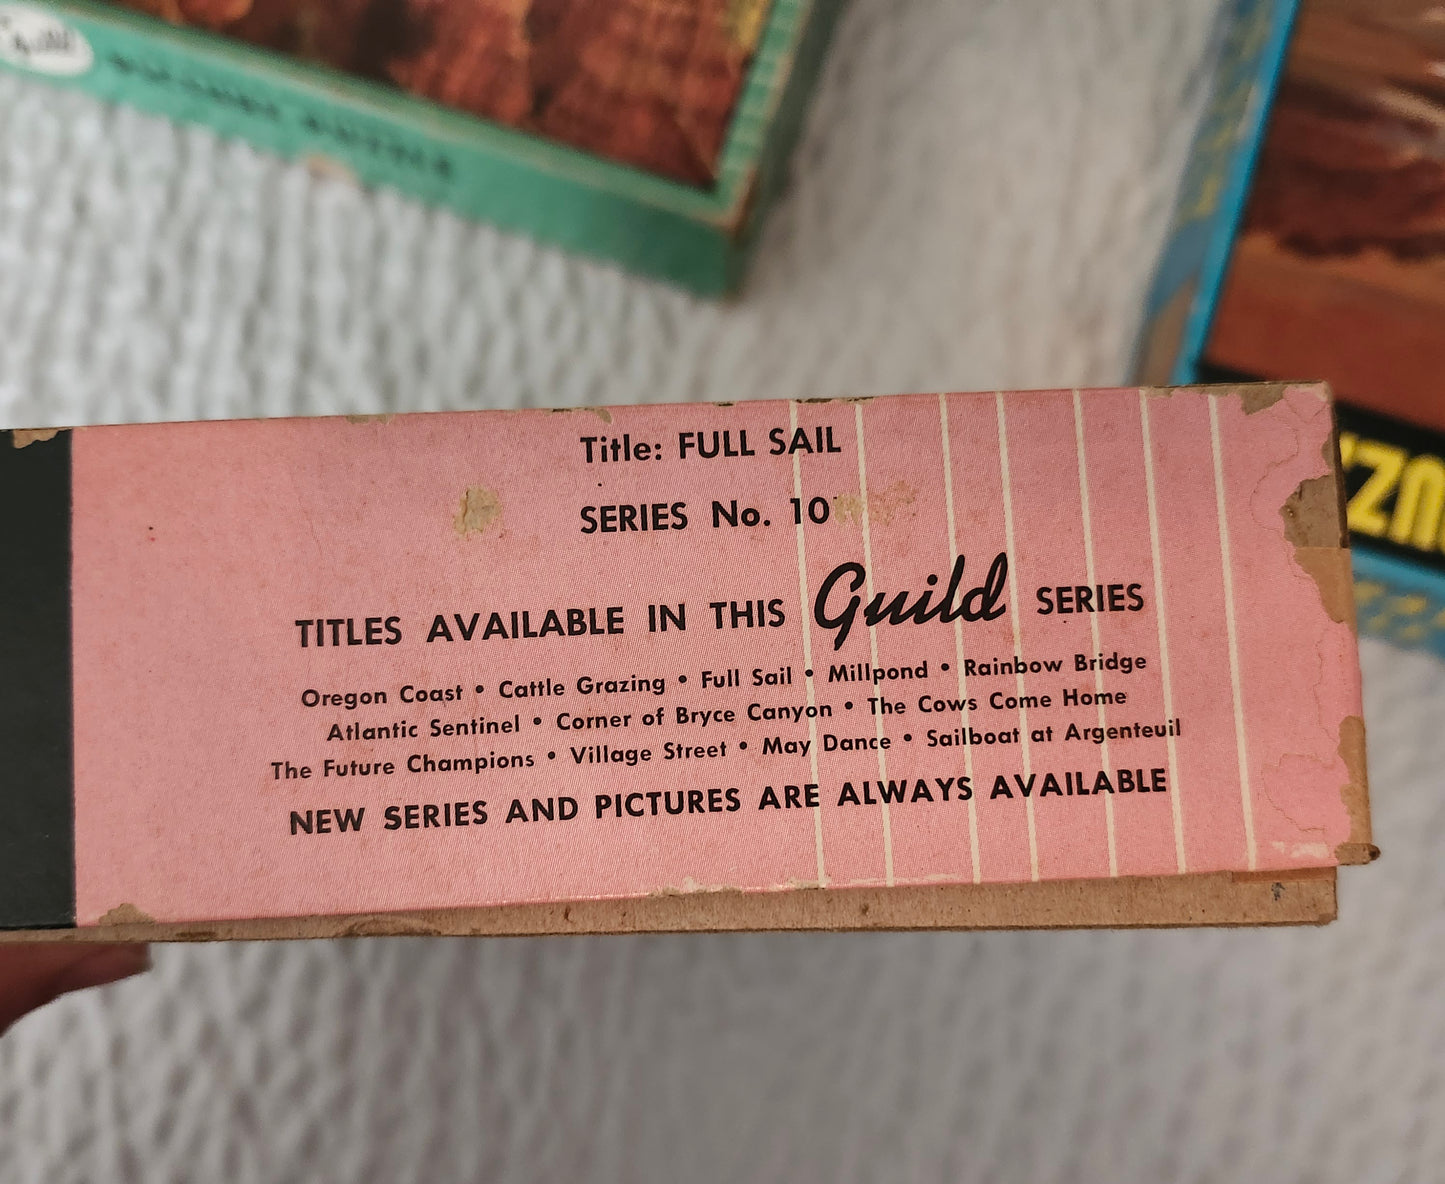 Guild
Title: FULL SAIL
SERIES No. 10
TITLES AVAILABLE IN THIS Guild SERIES
Oregon Coast • Cattle Grazing • Full Sail • Millpond • Rainbow Bridge
Atlantic Sentinel • Corner of Bryce Canyon • The Cows Come Home
The Future Champions • Village Street • May Dance • Sailboat at Argenteuil
NEW SERIES AND PICTURES ARE ALWAYS AVAILABLE